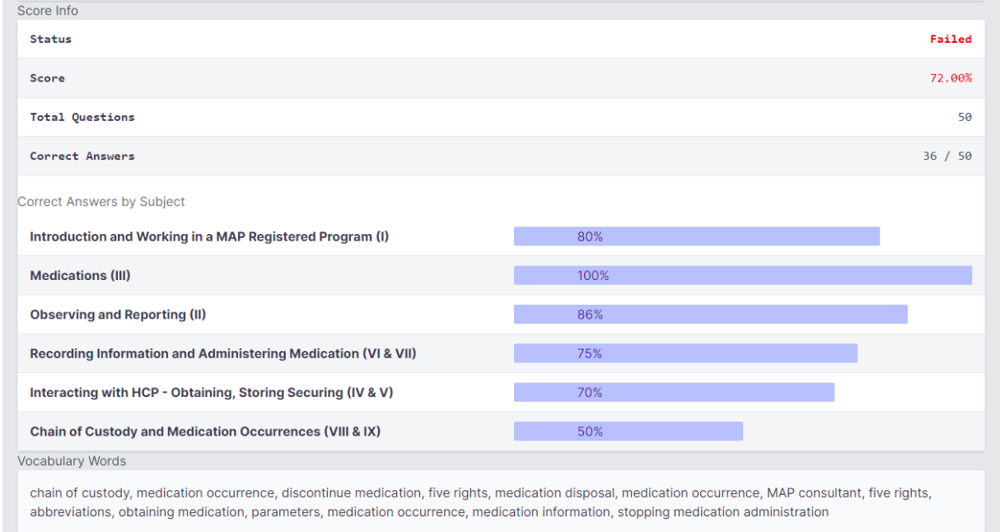 Score Info
Status Failed
Score 72.00%
Total Questions 50
Correct Answers 36 / 50
Correct Answers by Subject
Introduction and Working in a MAP Registered Program (I) 80%
Medications (III) 100%
Observing and Reporting (II) 86%
Recording Information and Administering Medication (VI & VII) 75%
Interacting with HCP - Obtaining, Storing Securing (IV & V) 70%
Chain of Custody and Medication Occurrences (VIII & IX) 50%
Vocabulary Words
chain of custody, medication occurrence, discontinue medication, five rights, medication disposal, medication occurrence, MAP consultant, five rights,
abbreviations, obtaining medication, parameters, medication occurrence, medication information, stopping medication administration